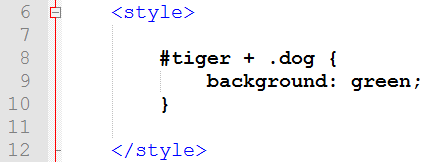 6 <style>
7
8 #tiger + .dog {
9 background: green;
10 }
11
12 </style>